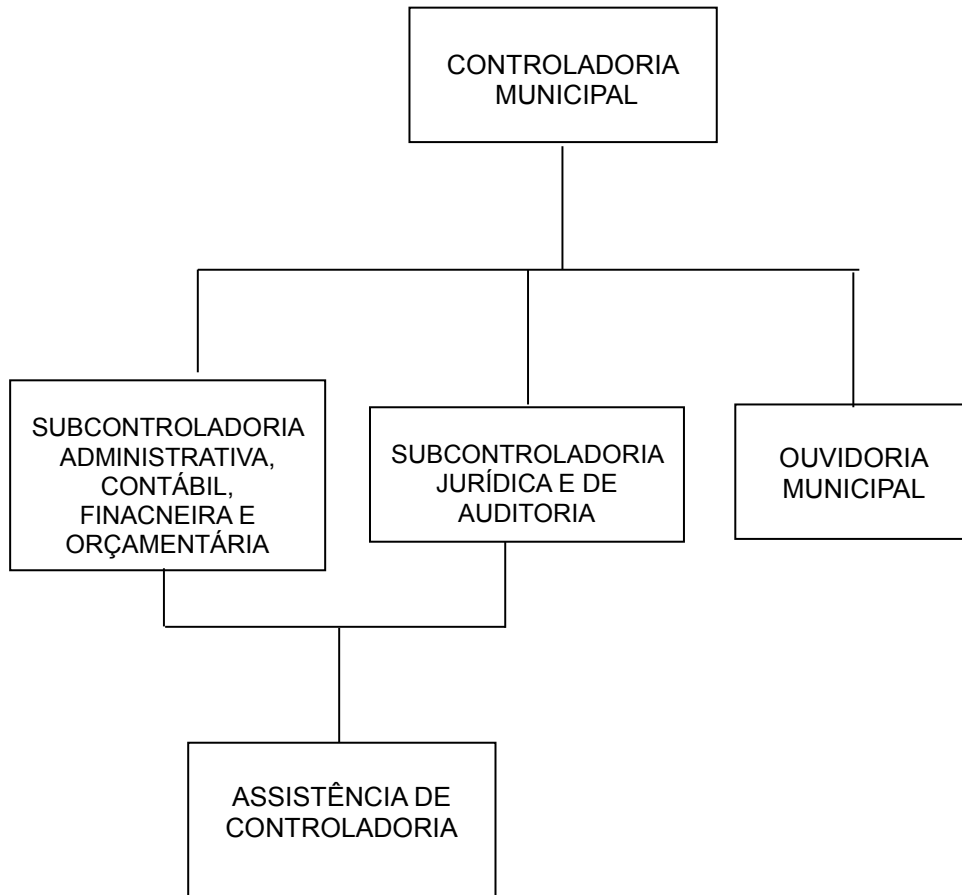 CONTROLADORIA
MUNICIPAL
SUBCONTROLADORIA
ADMINISTRATIVA,
CONTÁBIL,
FINACNEIRA E
ORÇAMENTÁRIA
SUBCONTROLADORIA
JURÍDICA E DE
AUDITORIA
OUVIDORIA
MUNICIPAL
ASSISTÊNCIA DE
CONTROLADORIA